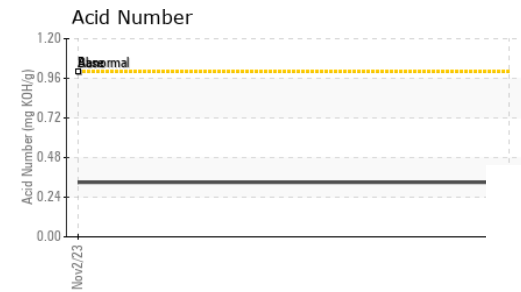 Acid Number
Acid Number (mg KOH/g)
1.20
0.96
0.72
0.48
0.24
0.00
Abnormal
Nov2/23